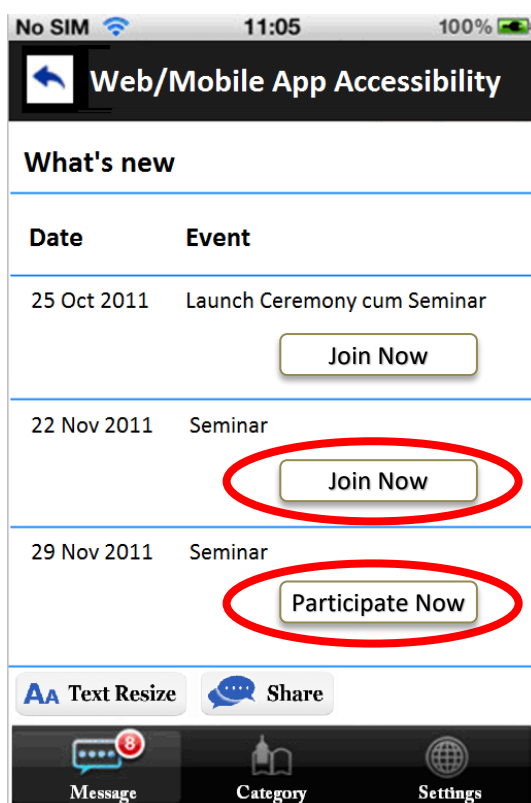 No SIM 11:05 100%
Web/Mobile App Accessibility
What's new
Date Event
25 Oct 2011 Launch Ceremony cum Seminar
Join Now
22 Nov 2011 Seminar
Join Now
29 Nov 2011 Seminar
Participate Now
AA Text Resize Share
8
Message Category Settings